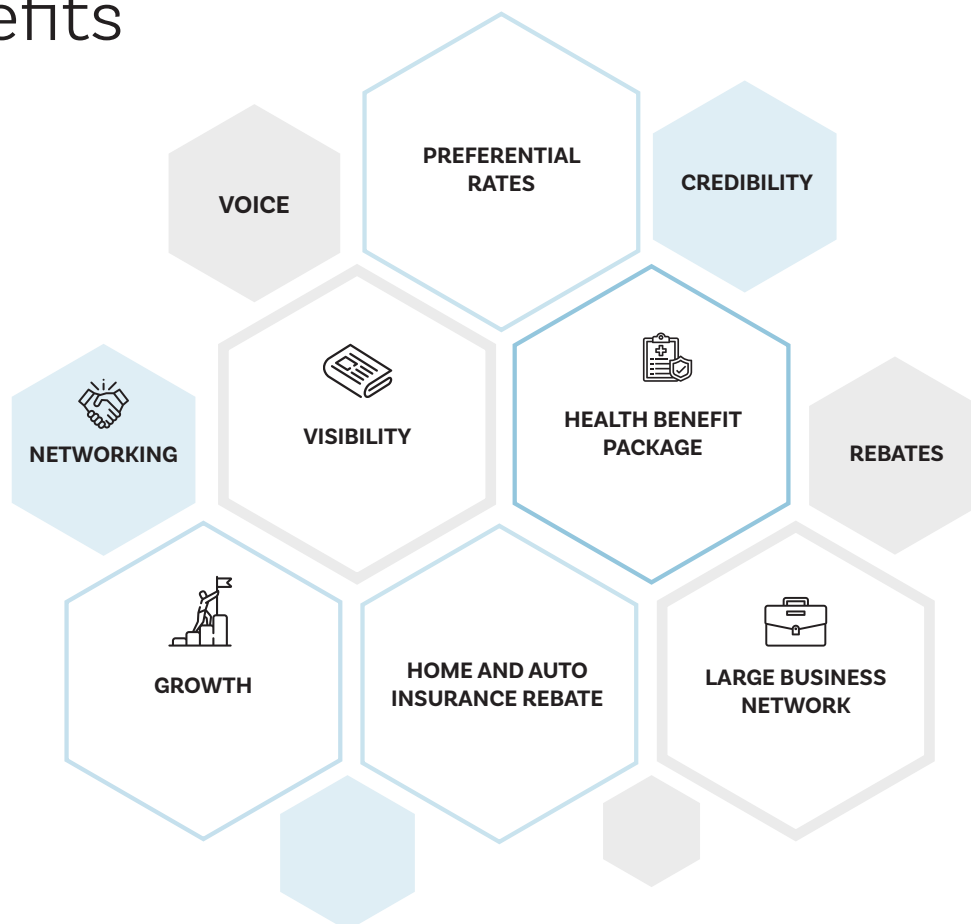 efits
PREFERENTIAL
RATES
CREDIBILITY
VOICE
NETWORKING
VISIBILITY
HEALTH BENEFIT
PACKAGE
REBATES
GROWTH
HOME AND AUTO
INSURANCE REBATE
LARGE BUSINESS
NETWORK